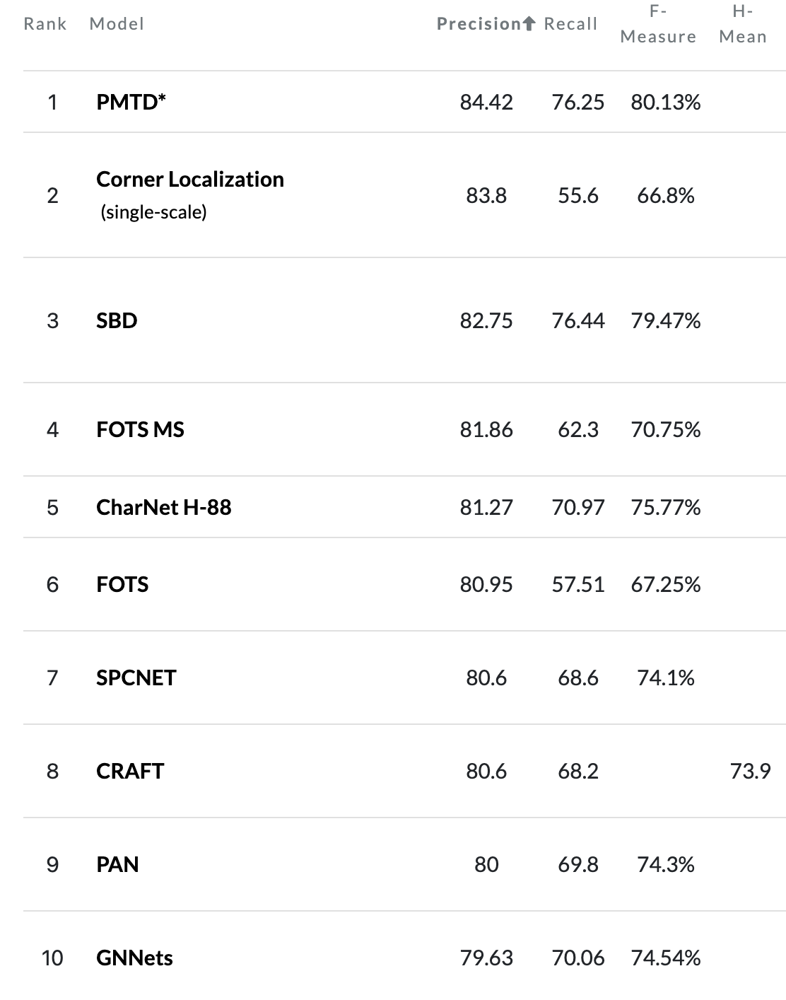 Rank Model Precision⬆ Recall F-Measure H-Mean
1 PMTD* 84.42 76.25 80.13%
2 Corner Localization (single-scale) 83.8 55.6 66.8%
3 SBD 82.75 76.44 79.47%
4 FOTS MS 81.86 62.3 70.75%
5 CharNet H-88 81.27 70.97 75.77%
6 FOTS 80.95 57.51 67.25%
7 SPCNET 80.6 68.6 74.1%
8 CRAFT 80.6 68.2 73.9
9 PAN 80 69.8 74.3%
10 GNNets 79.63 70.06 74.54%